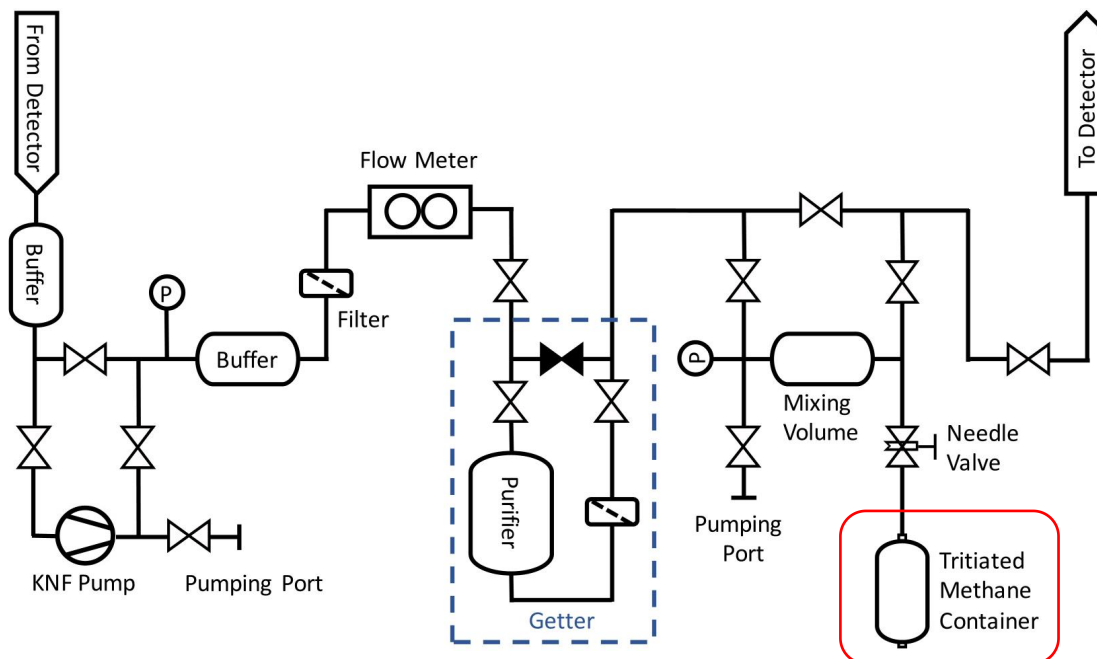 From Detector
To Detector
Flow Meter
Buffer
P
Filter
Buffer
P
Mixing
Volume
Needle
Valve
Purifier
Pumping
Port
KNF Pump
Pumping Port
Getter
Tritiated
Methane
Container